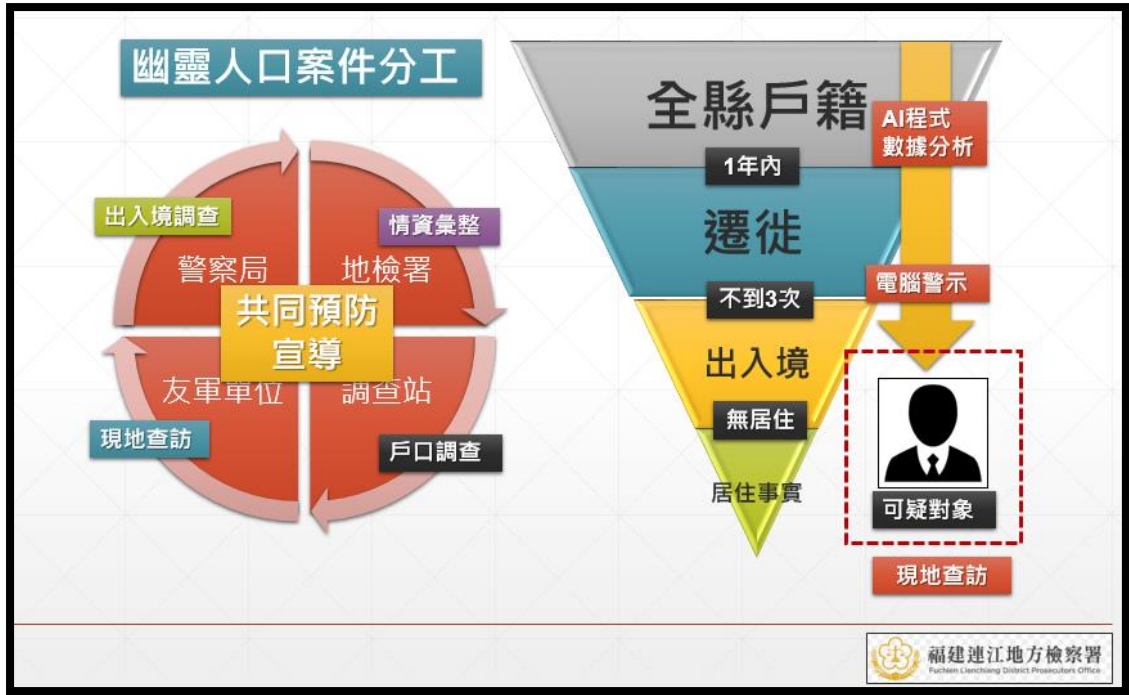 幽靈人口案件分工
出入境調查
情資彙整
警察局
地檢署
共同預防
宣導
友軍單位
調查站
現地查訪
戶口調查
全縣戶籍
AI程式
數據分析
1年內
遷徙
電腦警示
不到3次
出入境
無居住
居住事實
可疑對象
現地查訪
福建連江地方檢察署
Fuchien Lienchiang District Prosecutors Office